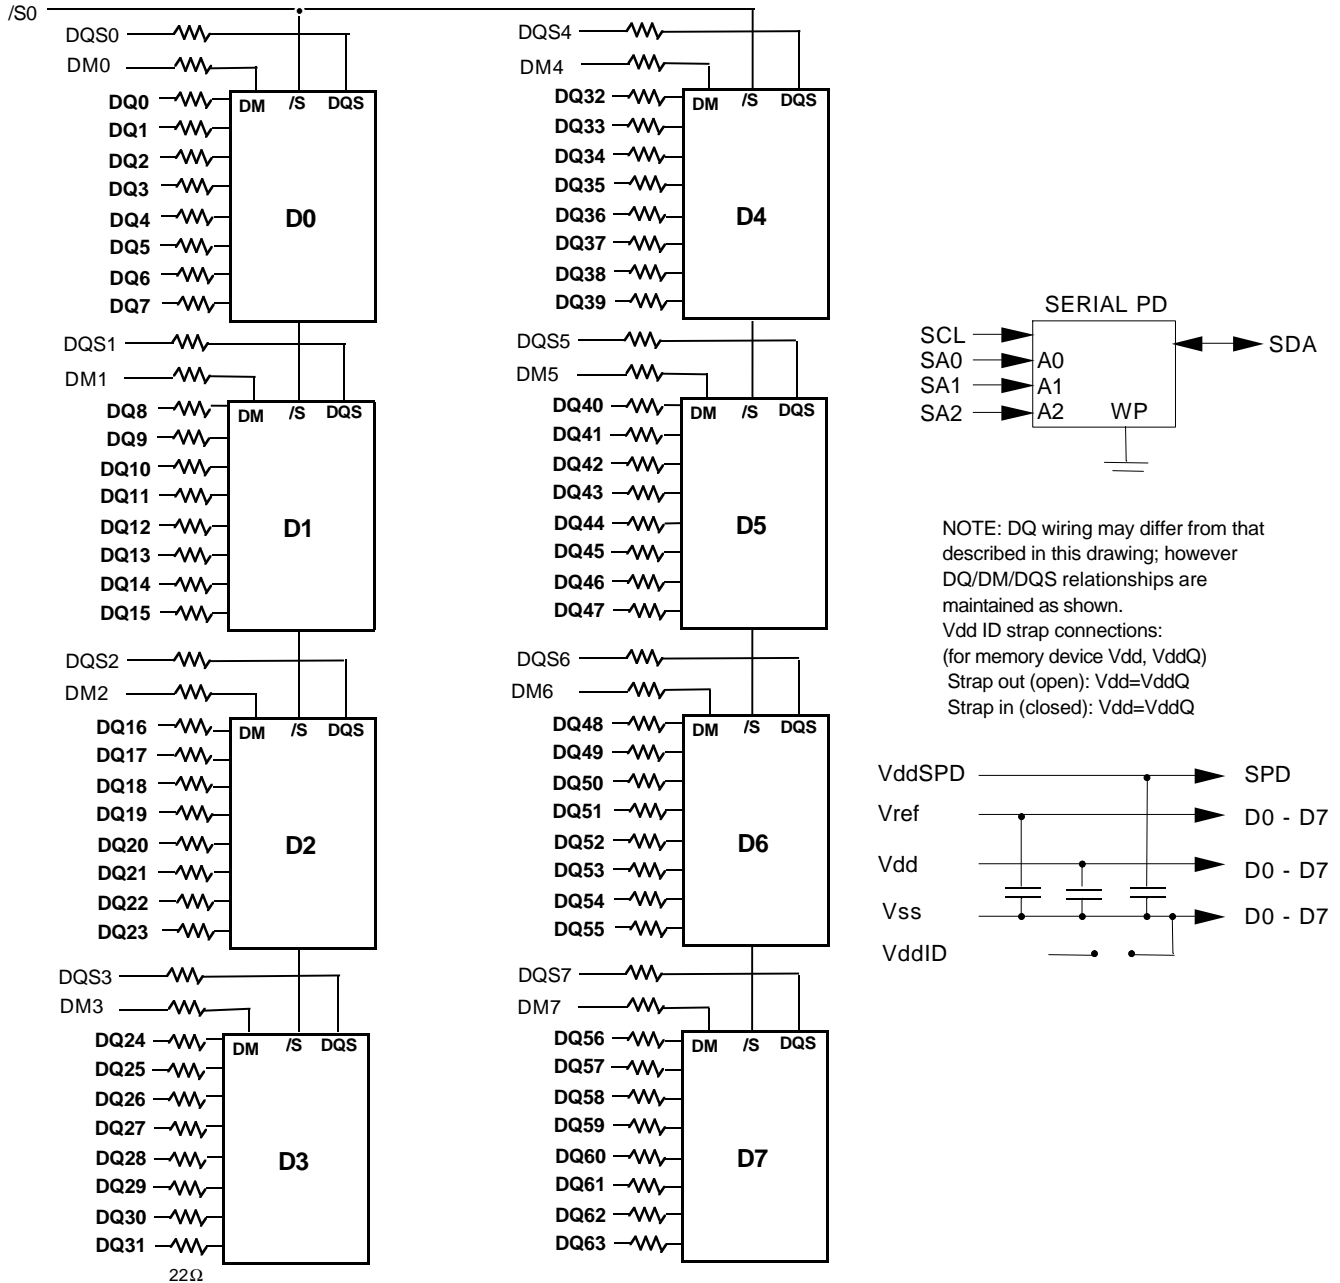 /S0
DQS0
DM0
DM /S DQS
DQ0
DQ1
DQ2
DQ3
DQ4
DQ5
DQ6
DQ7
D0
DQS1
DM1
DM /S DQS
DQ8
DQ9
DQ10
DQ11
DQ12
DQ13
DQ14
DQ15
D1
DQS2
DM2
DM /S DQS
DQ16
DQ17
DQ18
DQ19
DQ20
DQ21
DQ22
DQ23
D2
DQS3
DM3
DM /S DQS
DQ24
DQ25
DQ26
DQ27
DQ28
DQ29
DQ30
DQ31
D3
22Ω
DQS4
DM4
DM /S DQS
DQ32
DQ33
DQ34
DQ35
DQ36
DQ37
DQ38
DQ39
D4
DQS5
DM5
DM /S DQS
DQ40
DQ41
DQ42
DQ43
DQ44
DQ45
DQ46
DQ47
D5
DQS6
DM6
DM /S DQS
DQ48
DQ49
DQ50
DQ51
DQ52
DQ53
DQ54
DQ55
D6
DQS7
DM7
DM /S DQS
DQ56
DQ57
DQ58
DQ59
DQ60
DQ61
DQ62
DQ63
D7
SERIAL PD
SCL
SA0 A0
SA1 A1
SA2 A2 WP
SDA
NOTE: DQ wiring may differ from that
described in this drawing; however
DQ/DM/DQS relationships are
maintained as shown.
Vdd ID strap connections:
(for memory device Vdd, VddQ)
Strap out (open): Vdd=VddQ
Strap in (closed): Vdd=VddQ
VddSPD SPD
Vref D0 - D7
Vdd D0 - D7
Vss D0 - D7
VddID